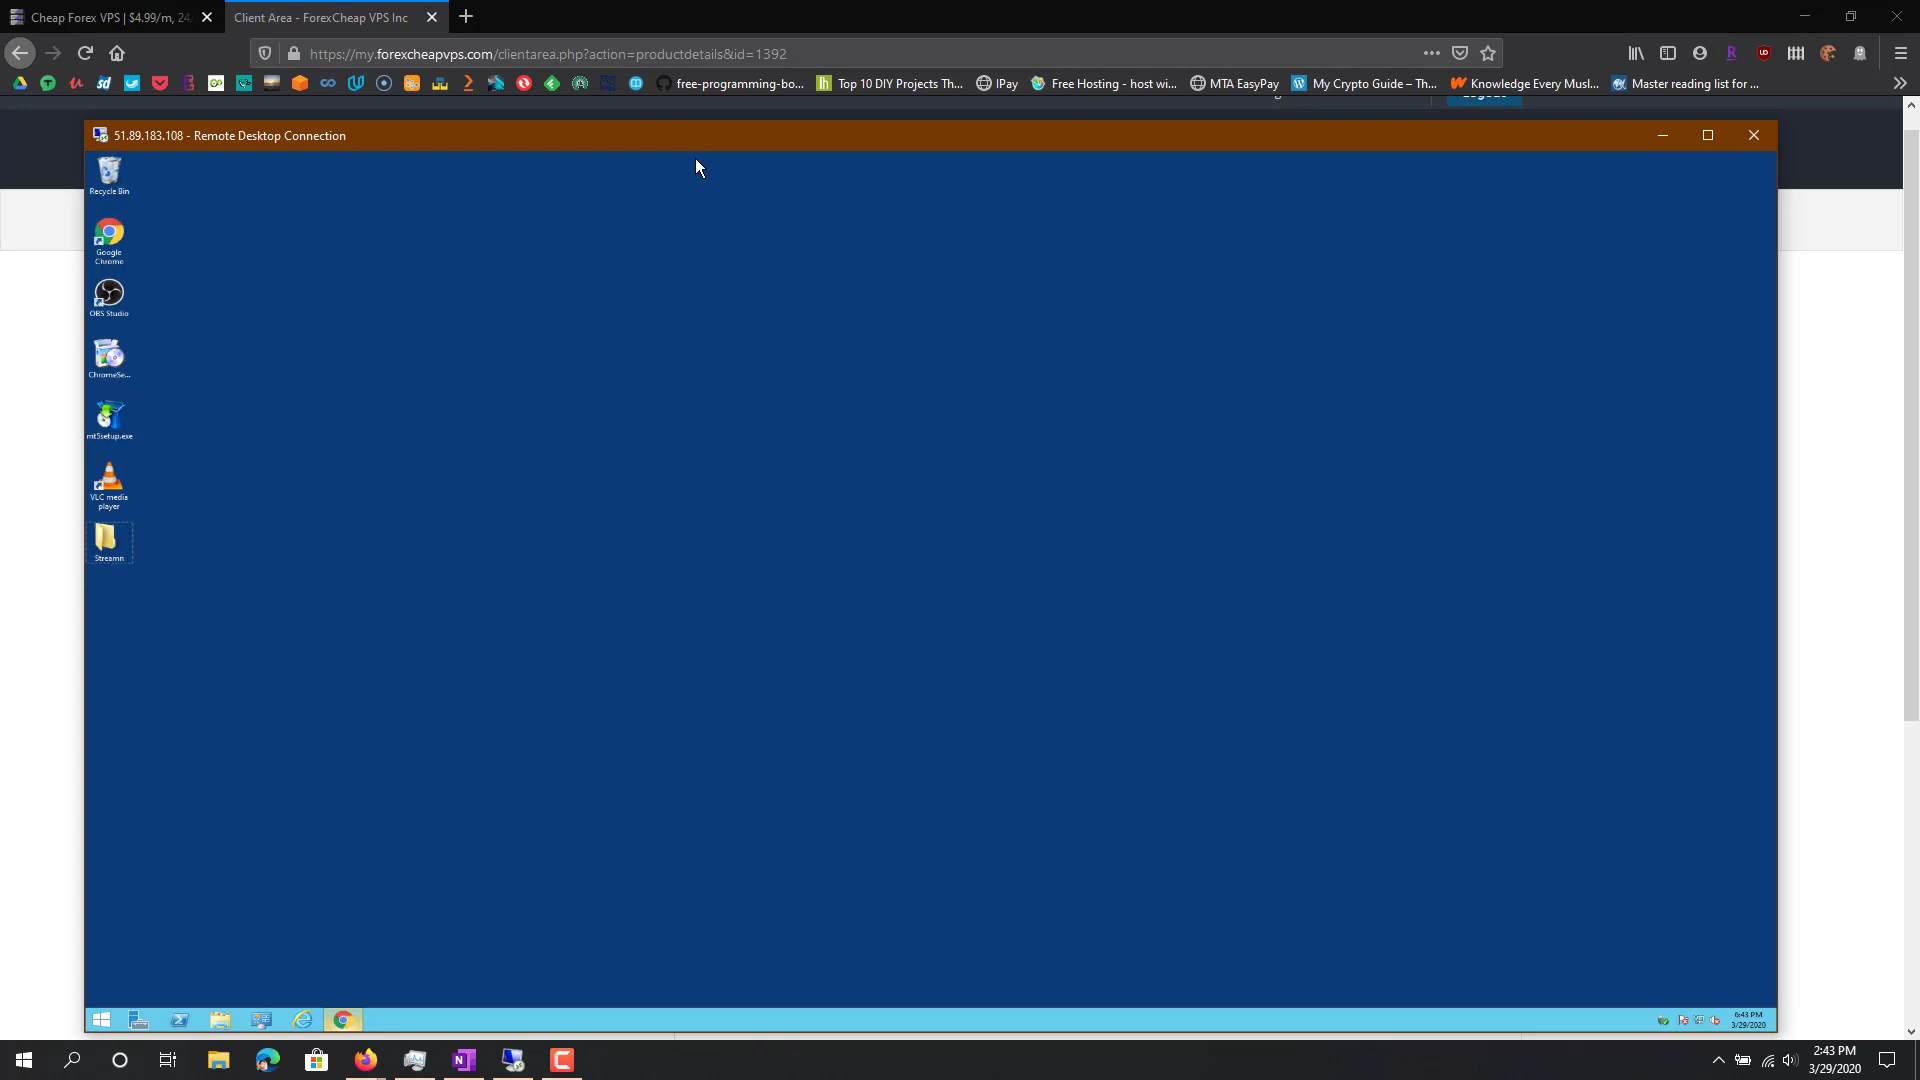 Cheap Forex VPS | $4.99/m, 24
Client Area - ForexCheap VPS Inc
https://my.forexcheapvps.com/clientarea.php?action=productdetails&id=1392
free-programming-bo...
Top 10 DIY Projects Th...
IPay
Free Hosting - host wi...
MTA EasyPay
My Crypto Guide – Th...
Knowledge Every Musl...
Master reading list for ...
51.89.183.108 - Remote Desktop Connection
Recycle Bin
Google
Chrome
OBS Studio
ChromeSe...
mt5setup.exe
VLC media
player
Streamn
6:43 PM
3/29/2020
2:43 PM
3/29/2020